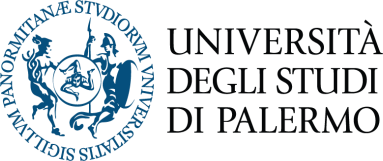 SIGILLVM PANORMITANÆ STVDIORVM VNIVERSITATIS
UNIVERSITÀ
DEGLI STUDI
DI PALERMO